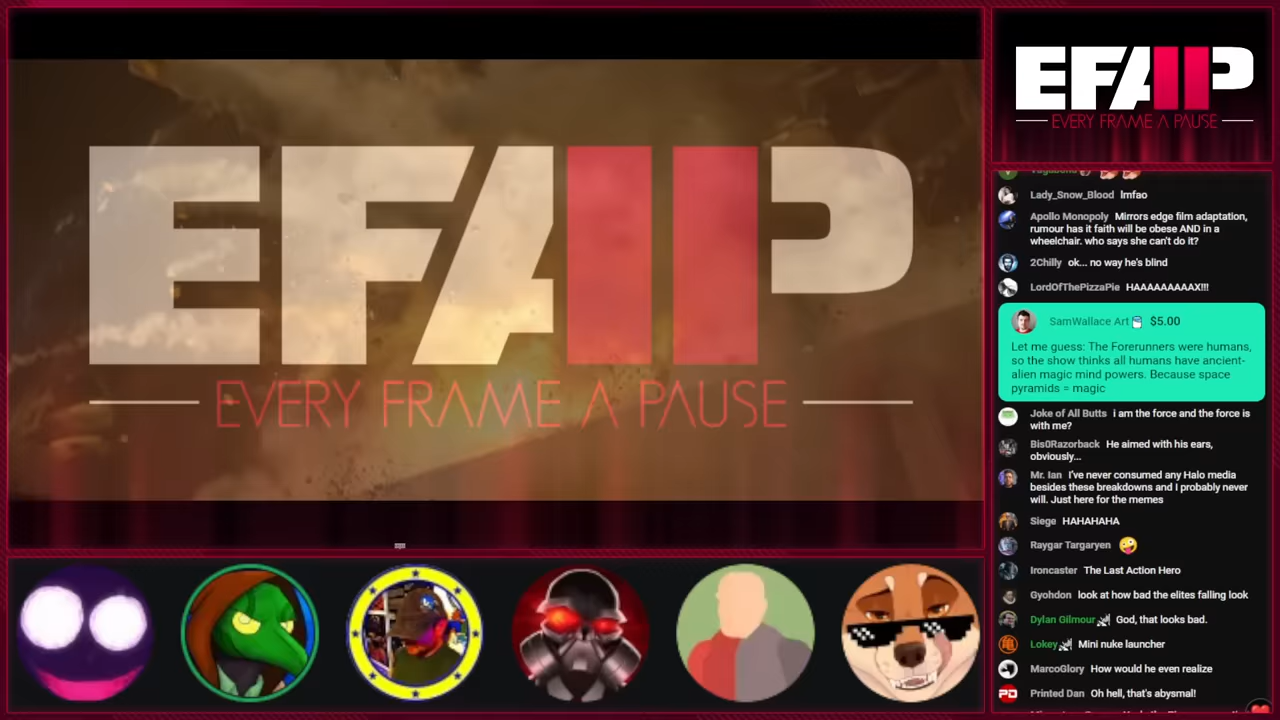 EFAP
EVERY FRAME A PAUSE
EFAP
EVERY FRAME A PAUSE
Vagabond
Lady_Snow_Blood lmfao
Apollo Monopoly Mirrors edge film adaptation,
rumour has it faith will be obese AND in a
wheelchair. who says she can't do it?
2Chilly ok... no way he's blind
LordOfThePizzaPie HAAAAAAAAAX!!!
SamWallace Art $5.00
Let me guess: The Forerunners were humans,
so the show thinks all humans have ancient-
alien magic mind powers. Because space
pyramids = magic
Joke of All Butts i am the force and the force is
with me?
Bis0Razorback He aimed with his ears,
obviously...
Mr. Ian I've never consumed any Halo media
besides these breakdowns and I probably never
will. Just here for the memes
Siege HAHAHAHA
Raygar Targaryen
Ironcaster The Last Action Hero
Gyohdon look at how bad the elites falling look
Dylan Gilmour God, that looks bad.
Lokey Mini nuke launcher
MarcoGlory How would he even realize
PD Printed Dan Oh hell, that's abysmal!